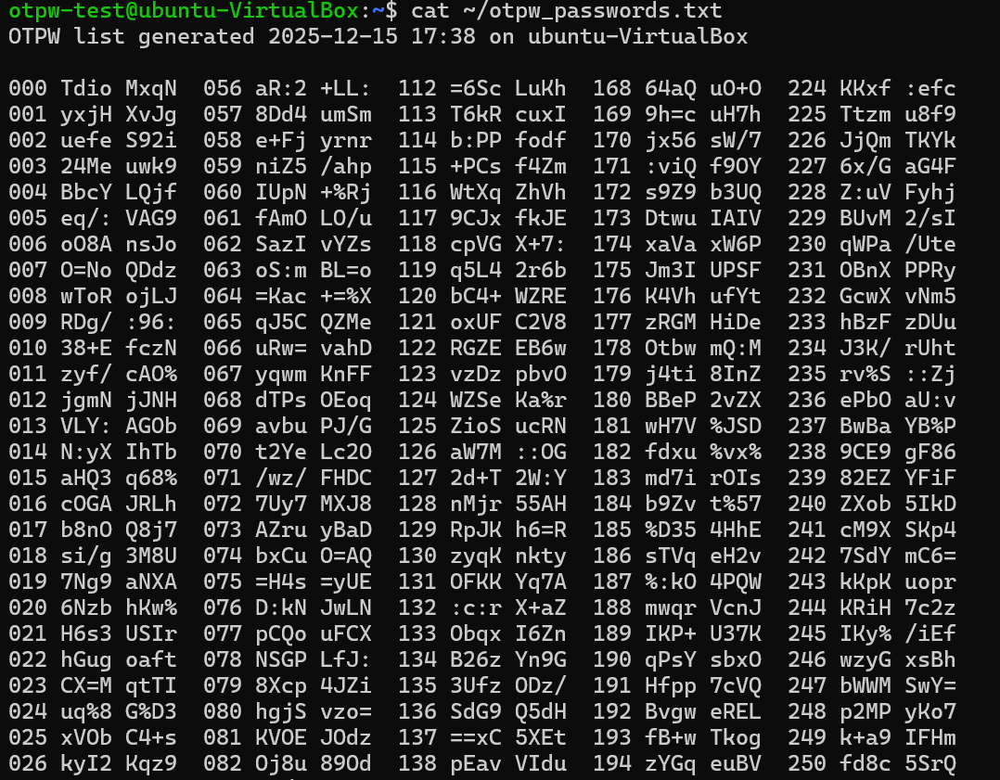 otpw-test@ubuntu-VirtualBox:~$ cat ~/otpw_passwords.txt
OTPW list generated 2025-12-15 17:38 on ubuntu-VirtualBox
000 Tdio MxqN  056 aR:2 +LL:  112 =6Sc LuKh  168 64aQ uO+O  224 KKxf :efc
001 yxjH XvJg  057 8Dd4 umSm  113 T6kR cuxI  169 9h=c uH7h  225 Ttzm u8f9
002 uefe S92i  058 e+Fj yrnr  114 b:PP fodf  170 jx56 sW/7  226 JjQm TKYk
003 24Me uwk9  059 niZ5 /ahp  115 +PCs f4Zm  171 :viQ f9OY  227 6x/G aG4F
004 BbcY LQjf  060 IUpN +%Rj  116 WtXq ZhVh  172 s9Z9 b3UQ  228 Z:uV Fyhj
005 eq/: VAG9  061 fAmO LO/u  117 9CJx fkJE  173 Dtwu IAIV  229 BUvM 2/sI
006 oO8A nsJo  062 SazI vYZs  118 cpVG X+7:  174 xaVa xW6P  230 qWPa /Ute
007 O=No QDdz  063 oS:m BL=o  119 q5L4 2r6b  175 Jm3I UPSF  231 OBnX PPRy
008 wToR ojLJ  064 =Kac +=%X  120 bC4+ WZRE  176 K4Vh ufYt  232 GcwX vNm5
009 RDg/ :96:  065 qJ5C QZMe  121 oxUF C2V8  177 zRGM HiDe  233 hBzF zDUu
010 38+E fczN  066 uRw= vahD  122 RGZE EB6w  178 Otbw mQ:M  234 J3K/ rUht
011 zyf/ cAO%  067 yqwm KnFF  123 vzDz pbvO  179 j4ti 8InZ  235 rv%S ::Zj
012 jgmN jJNH  068 dTPs OEoq  124 WZSe Ka%r  180 BBeP 2vZX  236 ePbO aU:v
013 VLY: AGOb  069 avbu PJ/G  125 ZioS ucRN  181 wH7V %JSD  237 BwBa YB%P
014 N:yX IhTb  070 t2Ye Lc2O  126 aW7M ::OG  182 fdxu %vx%  238 9CE9 gF86
015 aHQ3 q68%  071 /wz/ FHDC  127 2d+T 2W:Y  183 md7i rOIs  239 82EZ YFiF
016 cOGA JRLh  072 7Uy7 MXJ8  128 nMjr 55AH  184 b9Zv t%57  240 ZXob 5IkD
017 b8nO Q8j7  073 AZru yBaD  129 RpJK h6=R  185 %D35 4HhE  241 cM9X SKp4
018 si/g 3M8U  074 bxCu O=AQ  130 zyqK nkty  186 sTVq eH2v  242 7SdY mC6=
019 7Ng9 aNXA  075 =H4s =yUE  131 OFKK Yq7A  187 %:kO 4PQW  243 kKpK uopr
020 6Nzb hKw%  076 D:kN JwLN  132 :c:r X+aZ  188 mwqr VcnJ  244 KRiH 7c2z
021 H6s3 USIr  077 pCQo uFCX  133 Obqx I6Zn  189 IKP+ U37K  245 IKy% /iEf
022 hGug oaft  078 NSGP LfJ:  134 B26z Yn9G  190 qPsY sbxO  246 wzyG xsBh
023 CX=M qtTI  079 8Xcp 4JZi  135 3Ufz ODz/  191 Hfpp 7cVQ  247 bWWM SwY=
024 uq%8 G%D3  080 hgjS vzo=  136 SdG9 Q5dH  192 Bvgw eREL  248 p2MP yKo7
025 xVOb C4+s  081 KVOE JOdz  137 ==xC 5XEt  193 fB+w Tkog  249 k+a9 IFHm
026 kyI2 Kqz9  082 Oj8u 89Od  138 pEav VIdu  194 zYGq euBV  250 fd8c 5SrQ